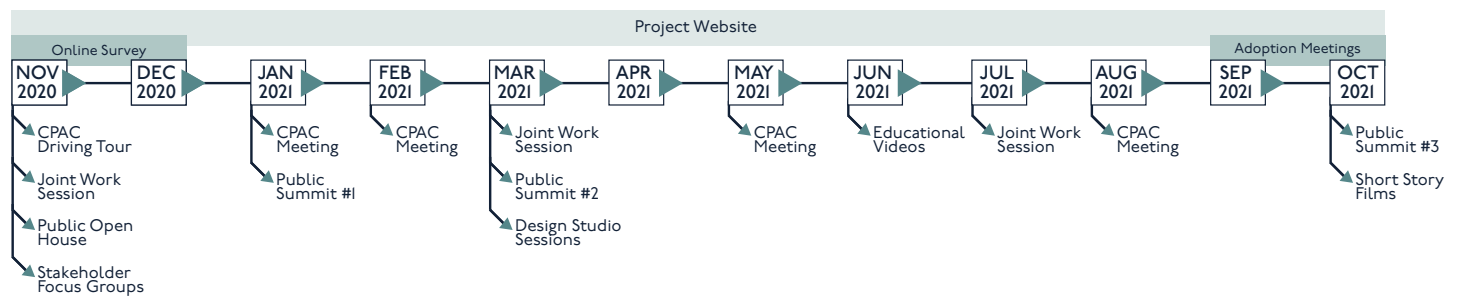 Project Website
Online Survey
Adoption Meetings
NOV
2020
DEC
2020
JAN
2021
FEB
2021
MAR
2021
APR
2021
MAY
2021
JUN
2021
JUL
2021
AUG
2021
SEP
2021
OCT
2021
CPAC
Driving Tour
Joint Work
Session
Public Open
House
Stakeholder
Focus Groups
CPAC
Meeting
Public
Summit #1
CPAC
Meeting
Joint Work
Session
Public
Summit #2
Design Studio
Sessions
CPAC
Meeting
Educational
Videos
Joint Work
Session
CPAC
Meeting
Public
Summit #3
Short Story
Films